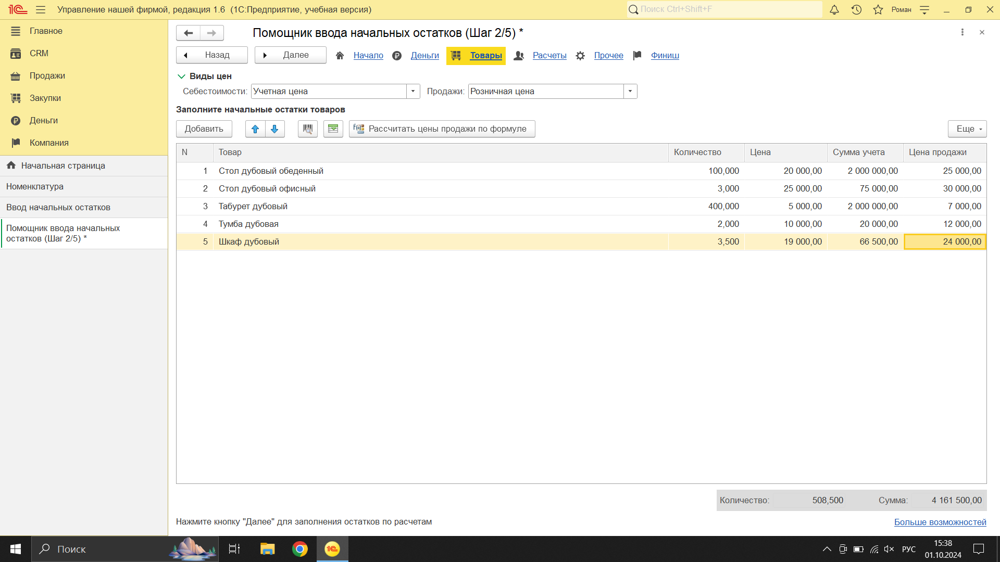 1С Управление нашей фирмой, редакция 1.6 (1С:Предприятие, учебная версия) Поиск Ctrl+Shift+F Роман
Главное
CRM
Продажи
Закупки
Деньги
Компания
Начальная страница
Номенклатура
Ввод начальных остатков
Помощник ввода начальных
остатков (Шаг 2/5) *
Помощник ввода начальных остатков (Шаг 2/5) *
Назад Далее Начало Деньги Товары Расчеты Прочее Финиш
Виды цен
Себестоимости: Учетная цена Продажи: Розничная цена
Заполните начальные остатки товаров
Добавить Рассчитать цены продажи по формуле Еще
N Товар Количество Цена Сумма учета Цена продажи
1 Стол дубовый обеденный 100,000 20 000,00 2 000 000,00 25 000,00
2 Стол дубовый офисный 3,000 25 000,00 75 000,00 30 000,00
3 Табурет дубовый 400,000 5 000,00 2 000 000,00 7 000,00
4 Тумба дубовая 2,000 10 000,00 20 000,00 12 000,00
5 Шкаф дубовый 3,500 19 000,00 66 500,00 24 000,00
Количество: 508,500 Сумма: 4 161 500,00
Нажмите кнопку "Далее" для заполнения остатков по расчетам Больше возможностей
Поиск 1С РУС 15:38
01.10.2024